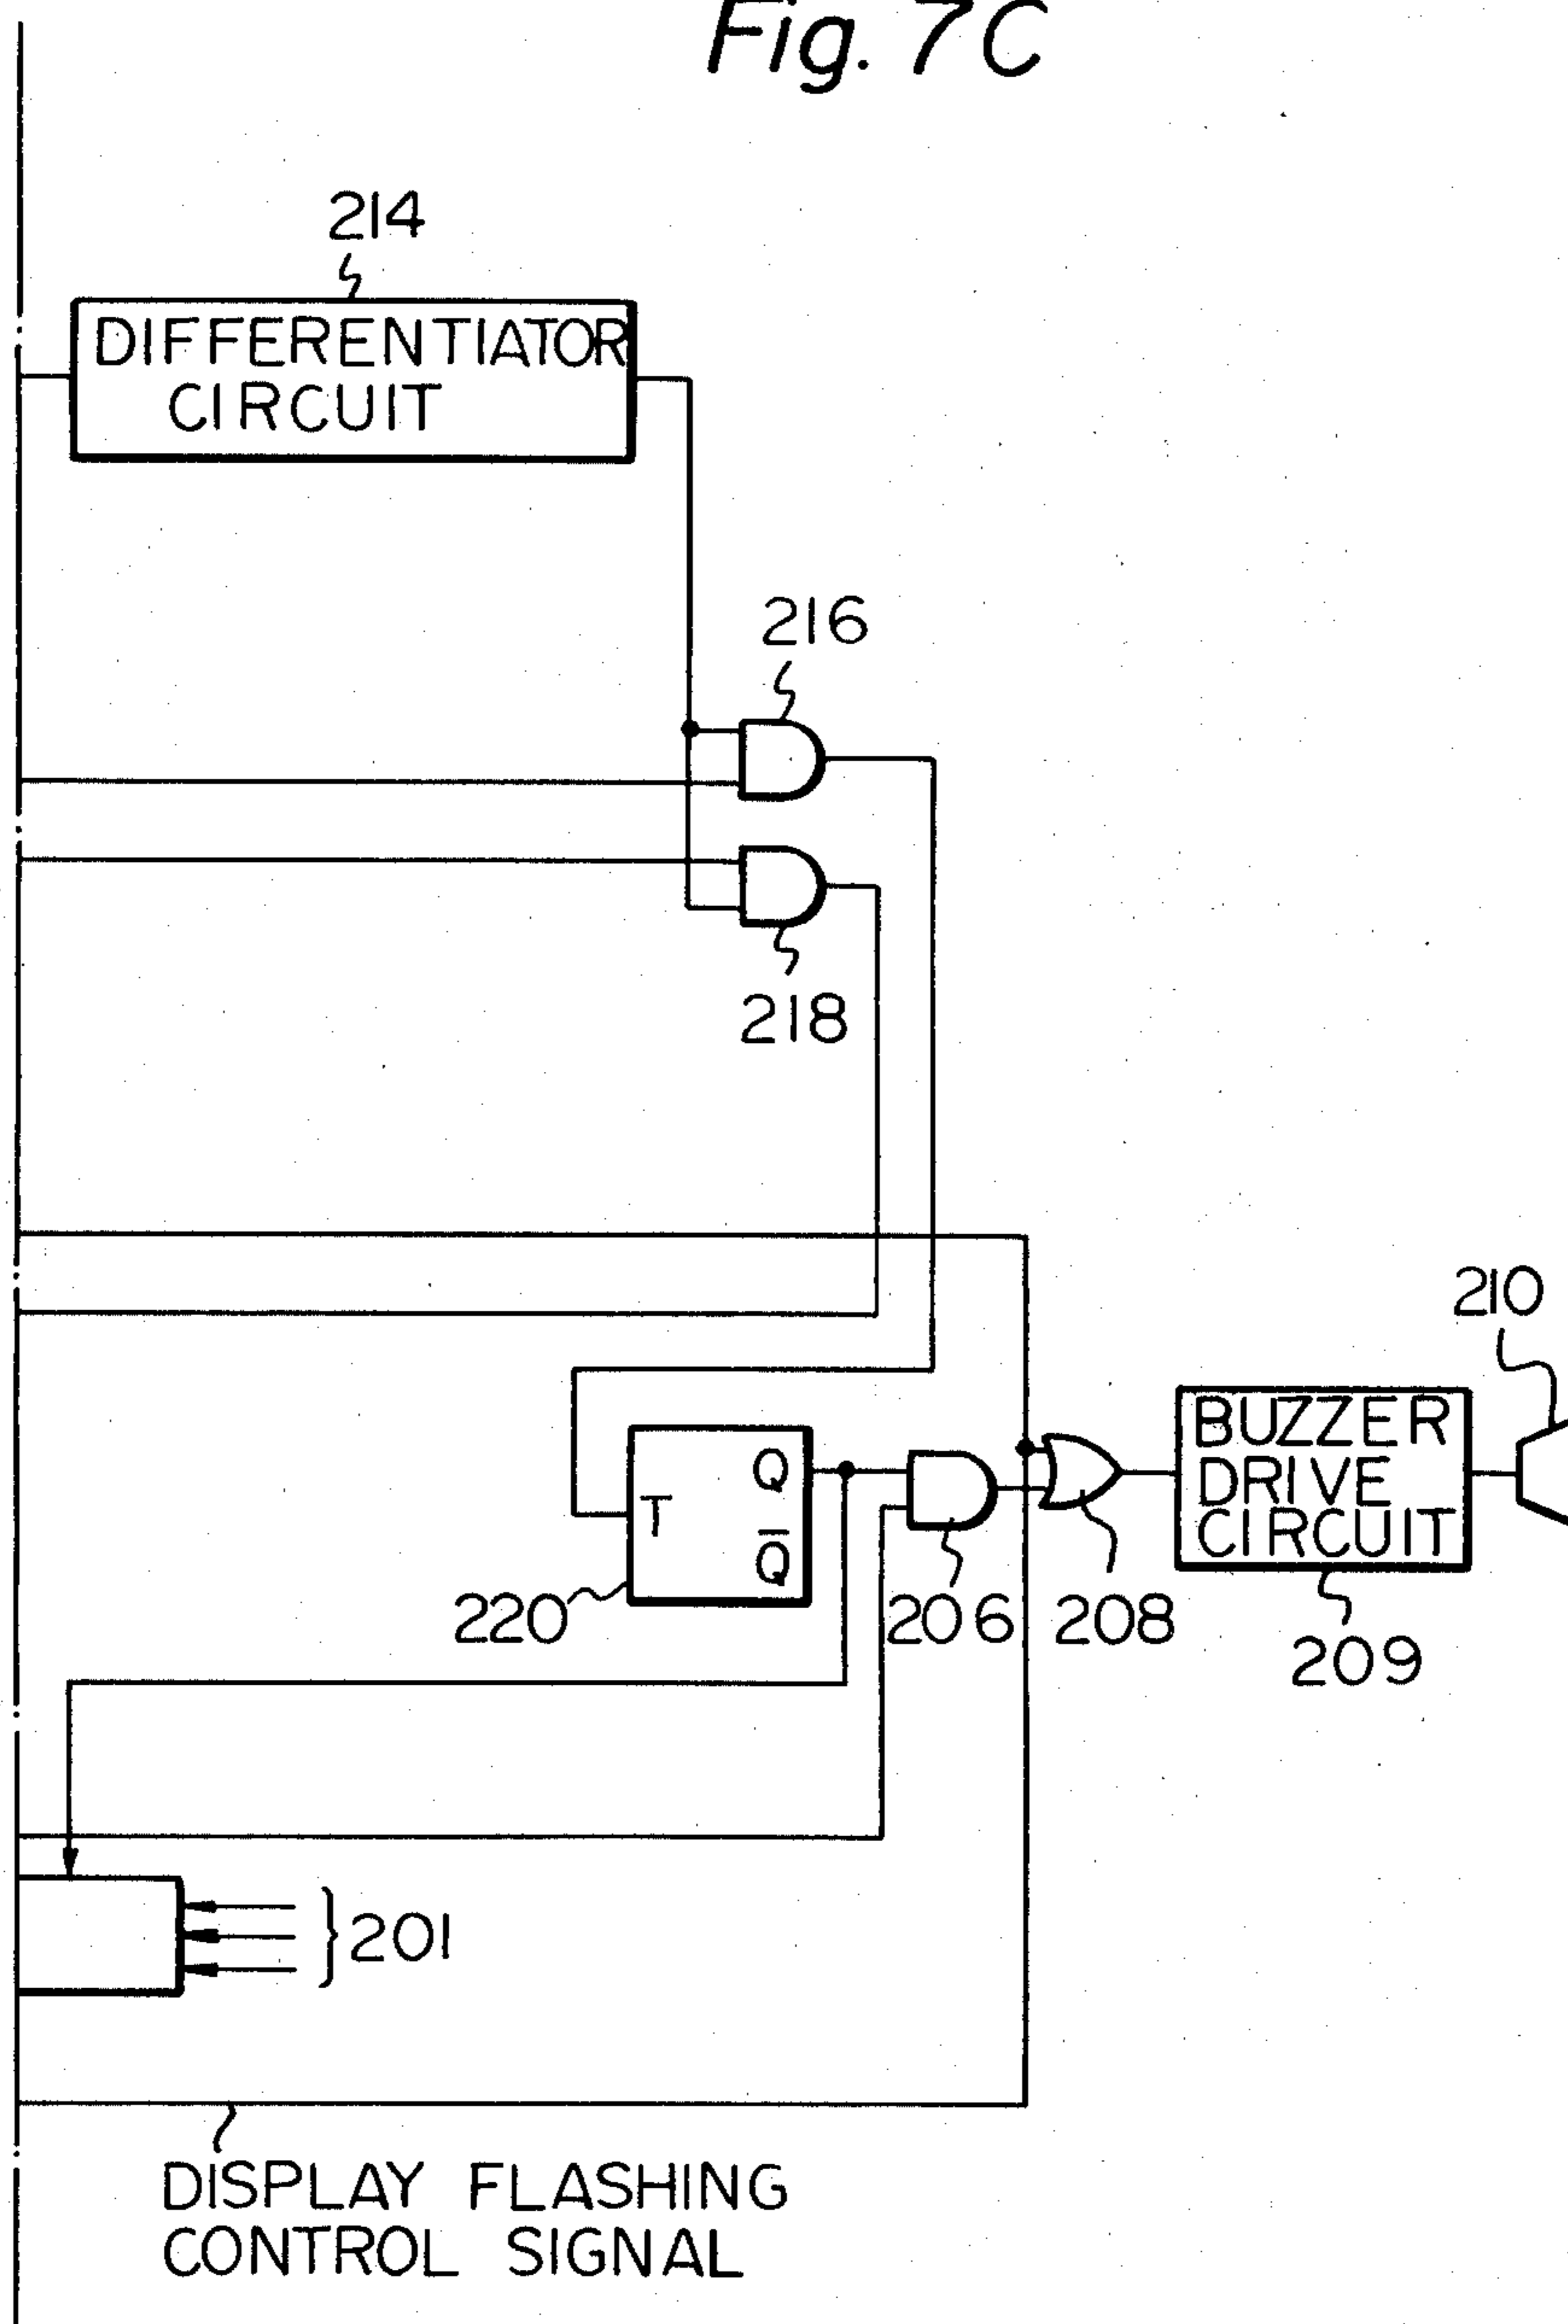 Fig. 7C
214
DIFFERENTIATOR
CIRCUIT
216
218
210
BUZZER
DRIVE
CIRCUIT
Q
T
Q̅
220
206
208
209
201
DISPLAY FLASHING
CONTROL SIGNAL